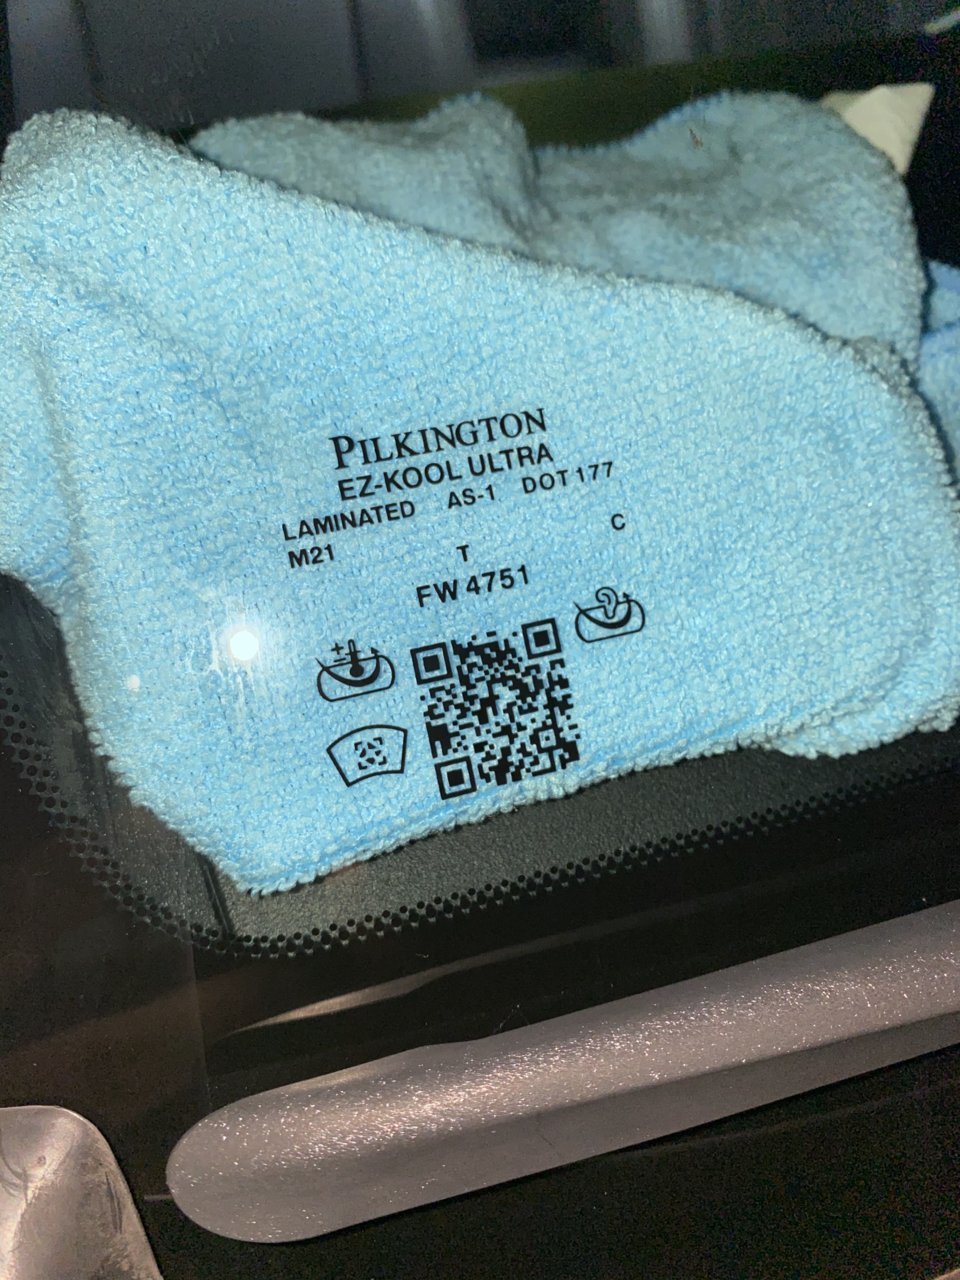 PILKINGTON
EZ-KOOL ULTRA
LAMINATED AS-1 DOT 177
M21 T C
FW 4751